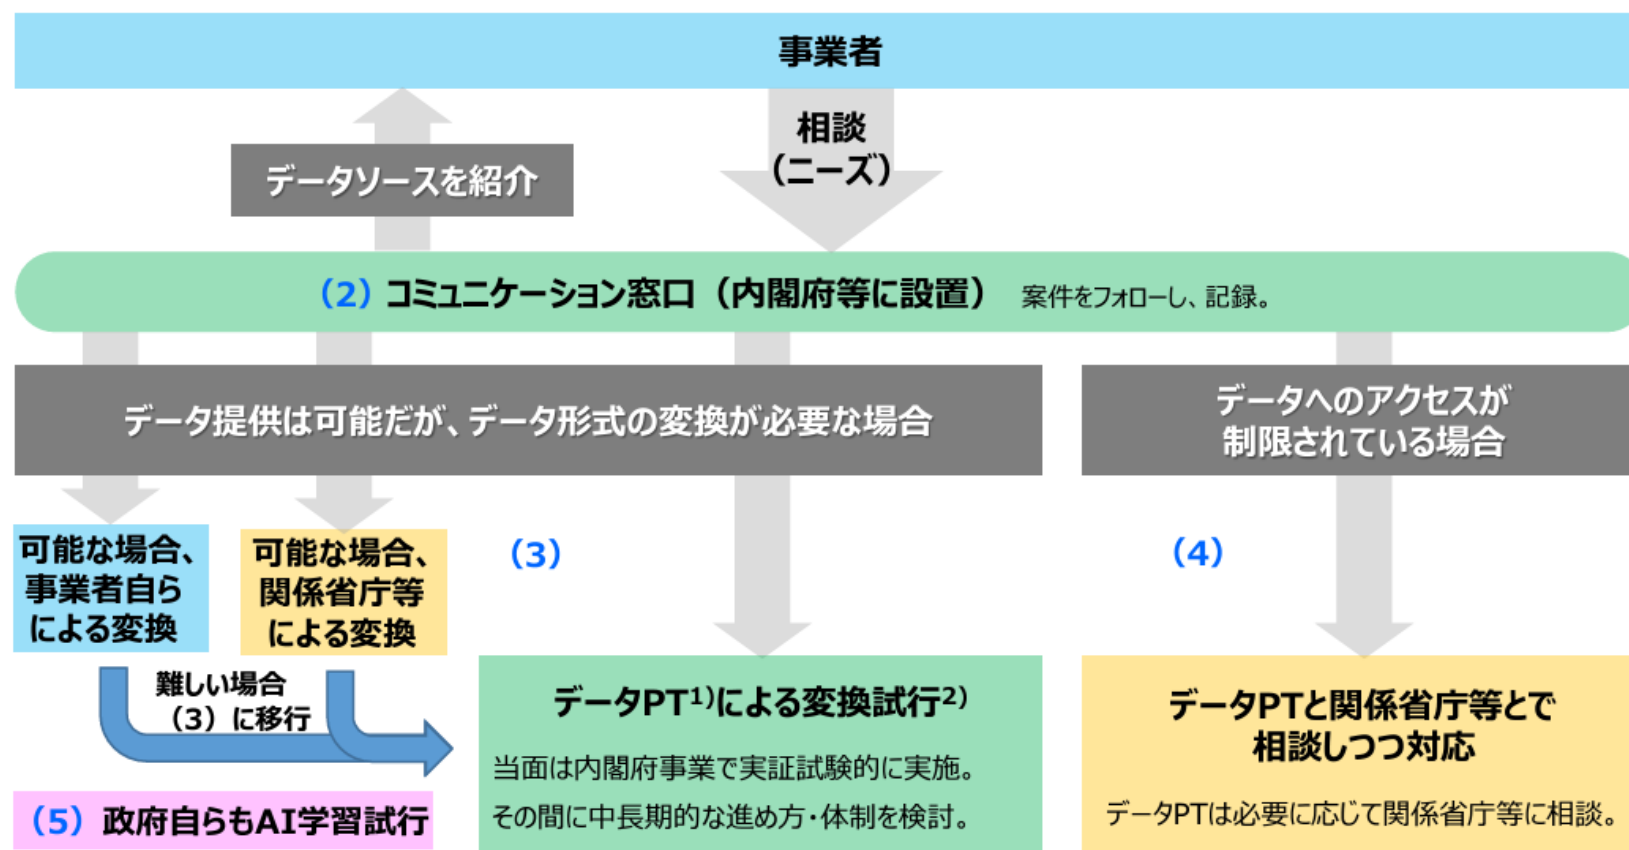 事業者
相談
（ニーズ）
データソースを紹介
（2）コミュニケーション窓口（内閣府等に設置） 案件をフォローし、記録。
データ提供は可能だが、データ形式の変換が必要な場合
データへのアクセスが
制限されている場合
可能な場合、
事業者自ら
による変換
可能な場合、
関係省庁等
による変換
（3）
（4）
難しい場合
（3）に移行
データPT1)による変換試行2)
当面は内閣府事業で実証試験的に実施。
その間に中長期的な進め方・体制を検討。
データPTと関係省庁等とで
相談しつつ対応
データPTは必要に応じて関係省庁等に相談。
（5）政府自らもAI学習試行